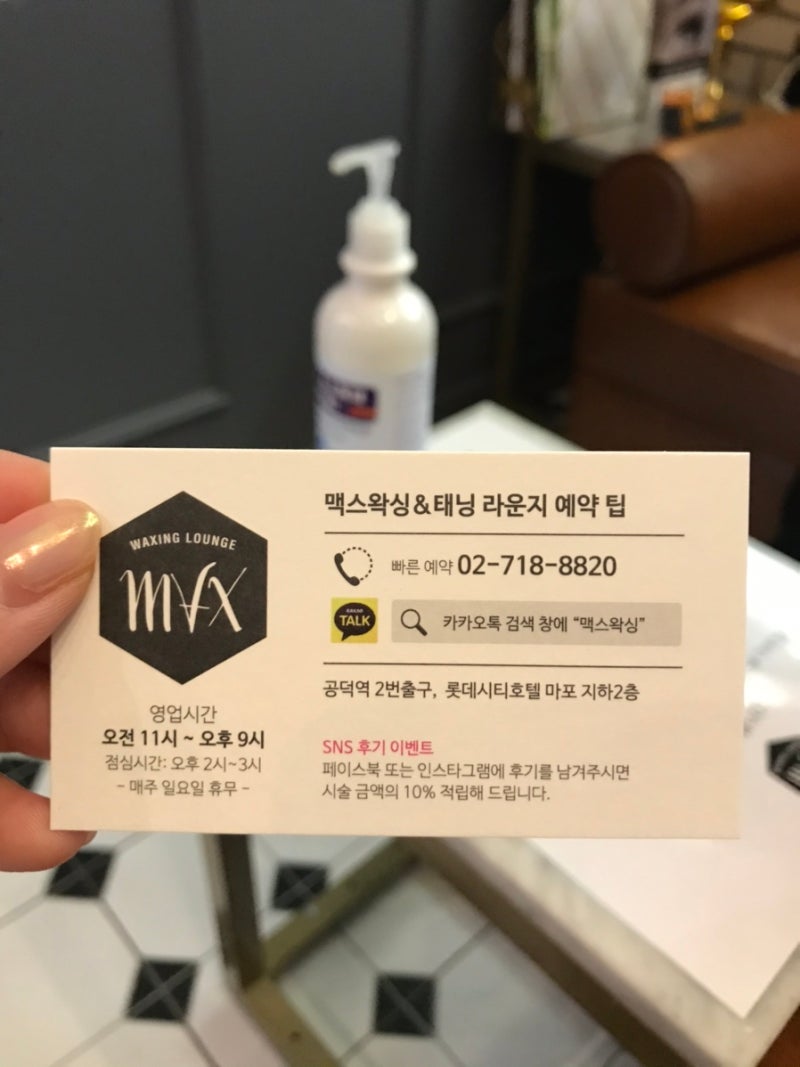 WAXING LOUNGE
MAX
영업시간
오전 11시 ~ 오후 9시
점심시간: 오후 2시~3시
- 매주 일요일 휴무 -
맥스왁싱&태닝 라운지 예약 팁
빠른 예약 02-718-8820
TALK
카카오톡 검색 창에 “맥스왁싱”
공덕역 2번출구, 롯데시티호텔 마포 지하2층
SNS 후기 이벤트
페이스북 또는 인스타그램에 후기를 남겨주시면
시술 금액의 10% 적립해 드립니다.